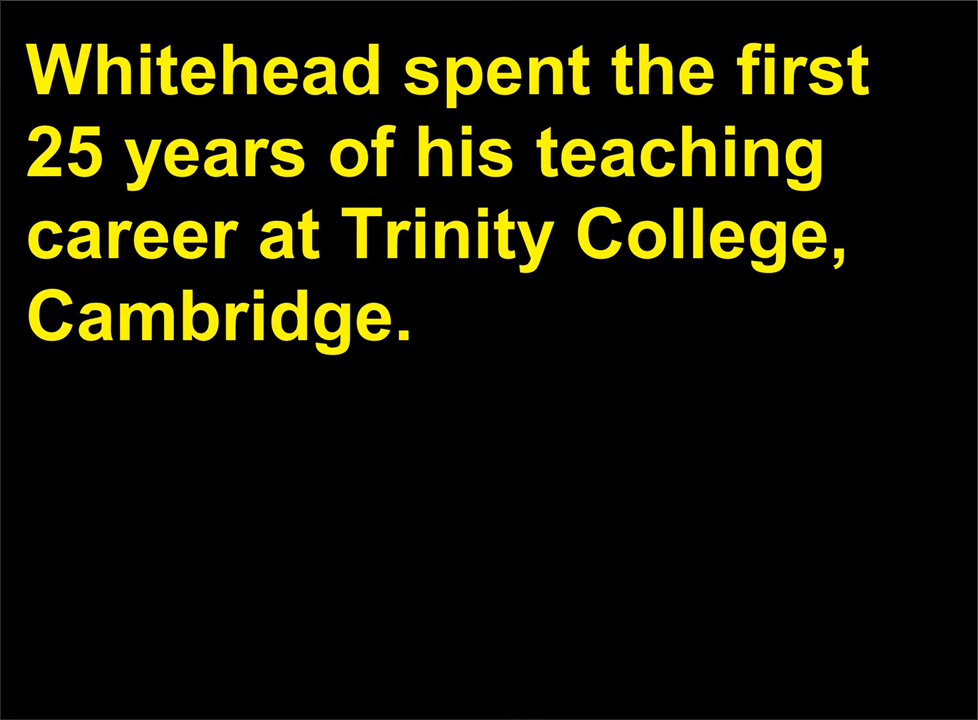 Whitehead spent the first
25 years of his teaching
career at Trinity College,
Cambridge.